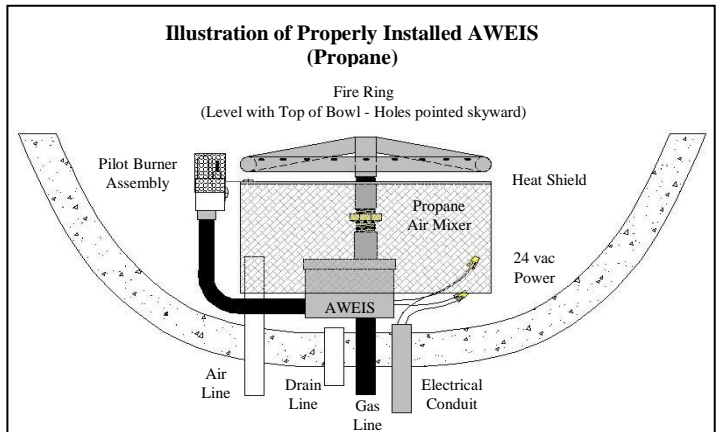 Illustration of Properly Installed AWEIS
(Propane)
Fire Ring
(Level with Top of Bowl - Holes pointed skyward)
Pilot Burner
Assembly
Heat Shield
Propane
Air Mixer
24 vac
Power
AWEIS
Air
Line
Drain
Line
Gas
Line
Electrical
Conduit